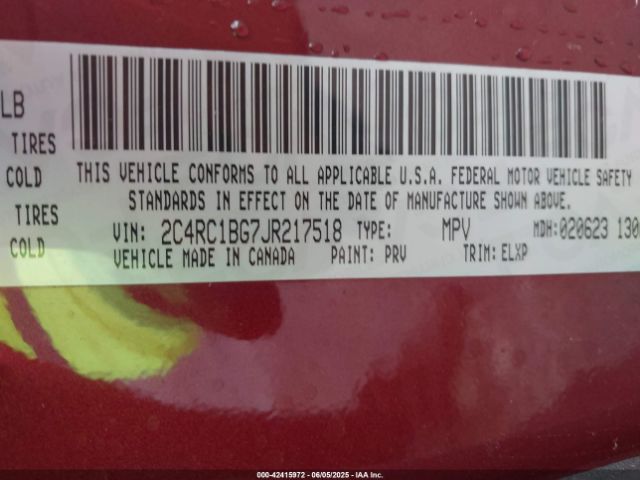 LB
TIRES
COLD
THIS VEHICLE CONFORMS TO ALL APPLICABLE U.S.A. FEDERAL MOTOR VEHICLE SAFETY
STANDARDS IN EFFECT ON THE DATE OF MANUFACTURE SHOWN ABOVE.
TIRES
VIN: 2C4RC1BG7JR217518 TYPE: MPV MDH: 020623 130
COLD
VEHICLE MADE IN CANADA PAINT: PRV TRIM: ELXP
000-42415972 - 06/05/2025 - IAA Inc.